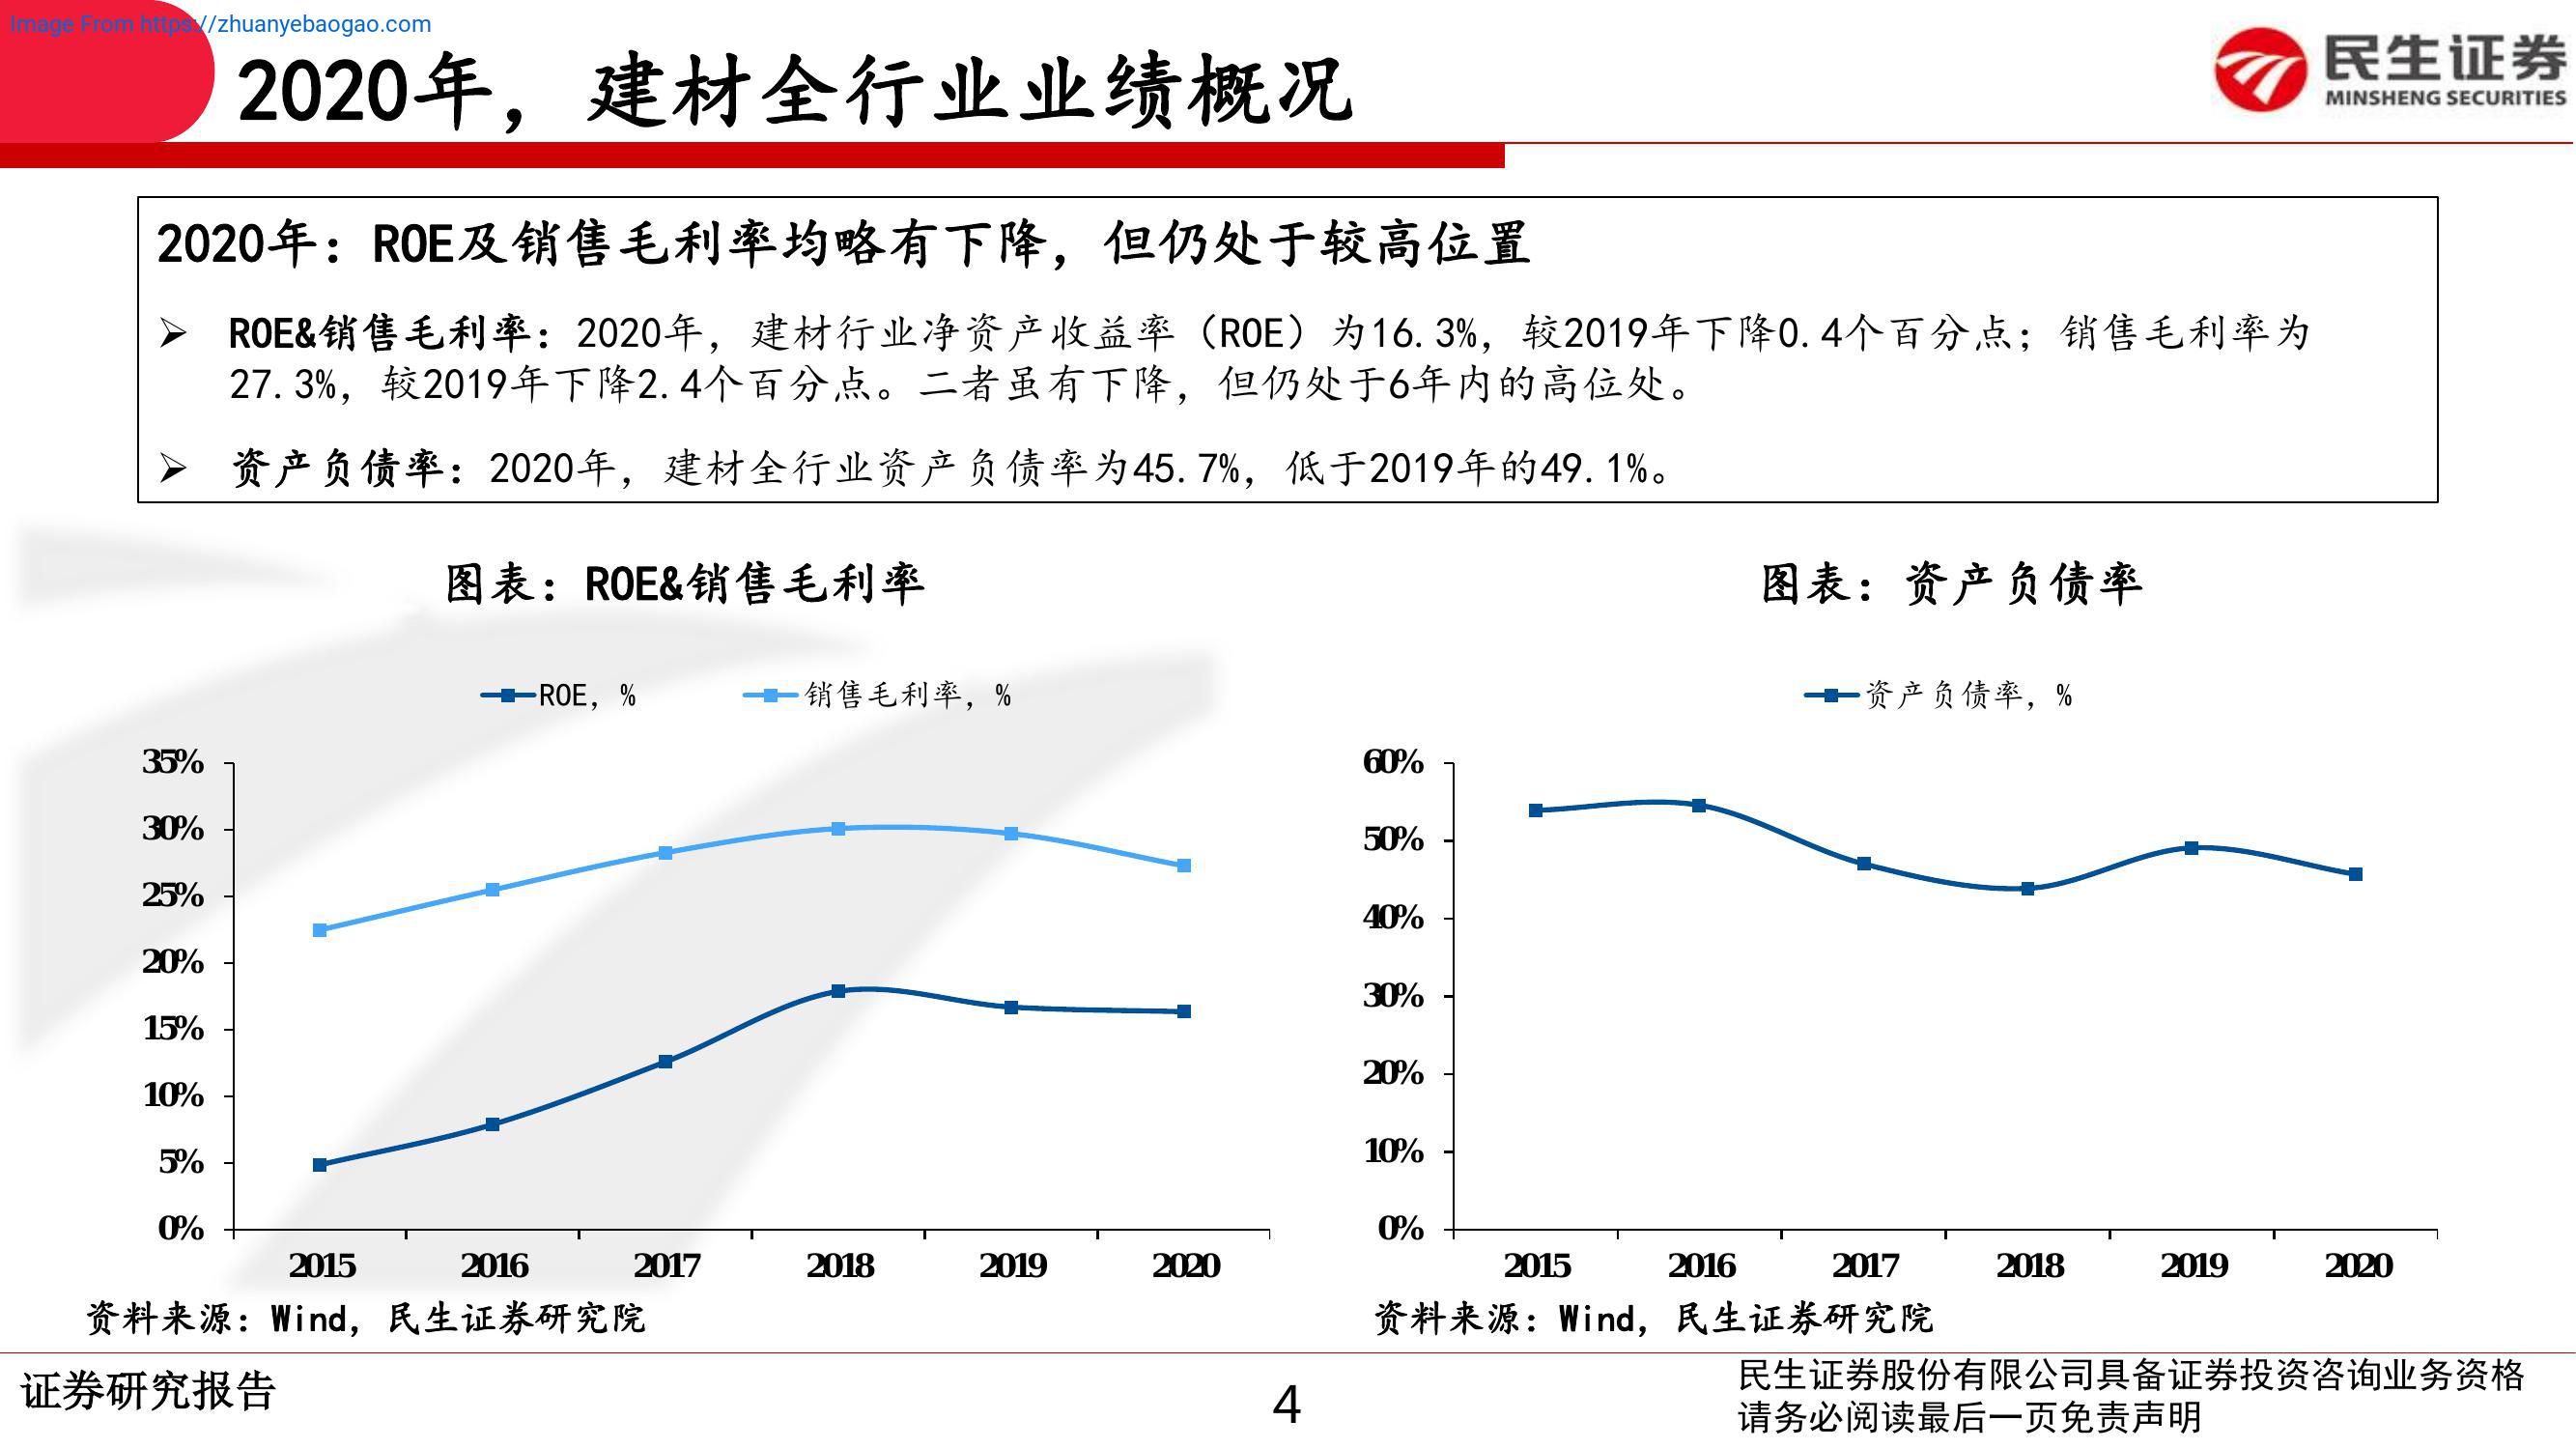 Image From https://zhuanyebaogao.com
2020年，建材全行业业绩概况
民生证券
MINSHENG SECURITIES
2020年：ROE及销售毛利率均略有下降，但仍处于较高位置
ROE&销售毛利率：2020年，建材行业净资产收益率（ROE）为16.3%，较2019年下降0.4个百分点；销售毛利率为
27.3%，较2019年下降2.4个百分点。二者虽有下降，但仍处于6年内的高位处。
资产负债率：2020年，建材全行业资产负债率为45.7%，低于2019年的49.1%。
图表：ROE&销售毛利率
ROE，%
销售毛利率，%
35%
30%
25%
20%
15%
10%
5%
0%
2015 2016 2017 2018 2019 2020
资料来源：Wind，民生证券研究院
图表：资产负债率
资产负债率，%
60%
50%
40%
30%
20%
10%
0%
2015 2016 2017 2018 2019 2020
资料来源：Wind，民生证券研究院
证券研究报告
4
民生证券股份有限公司具备证券投资咨询业务资格
请务必阅读最后一页免责声明